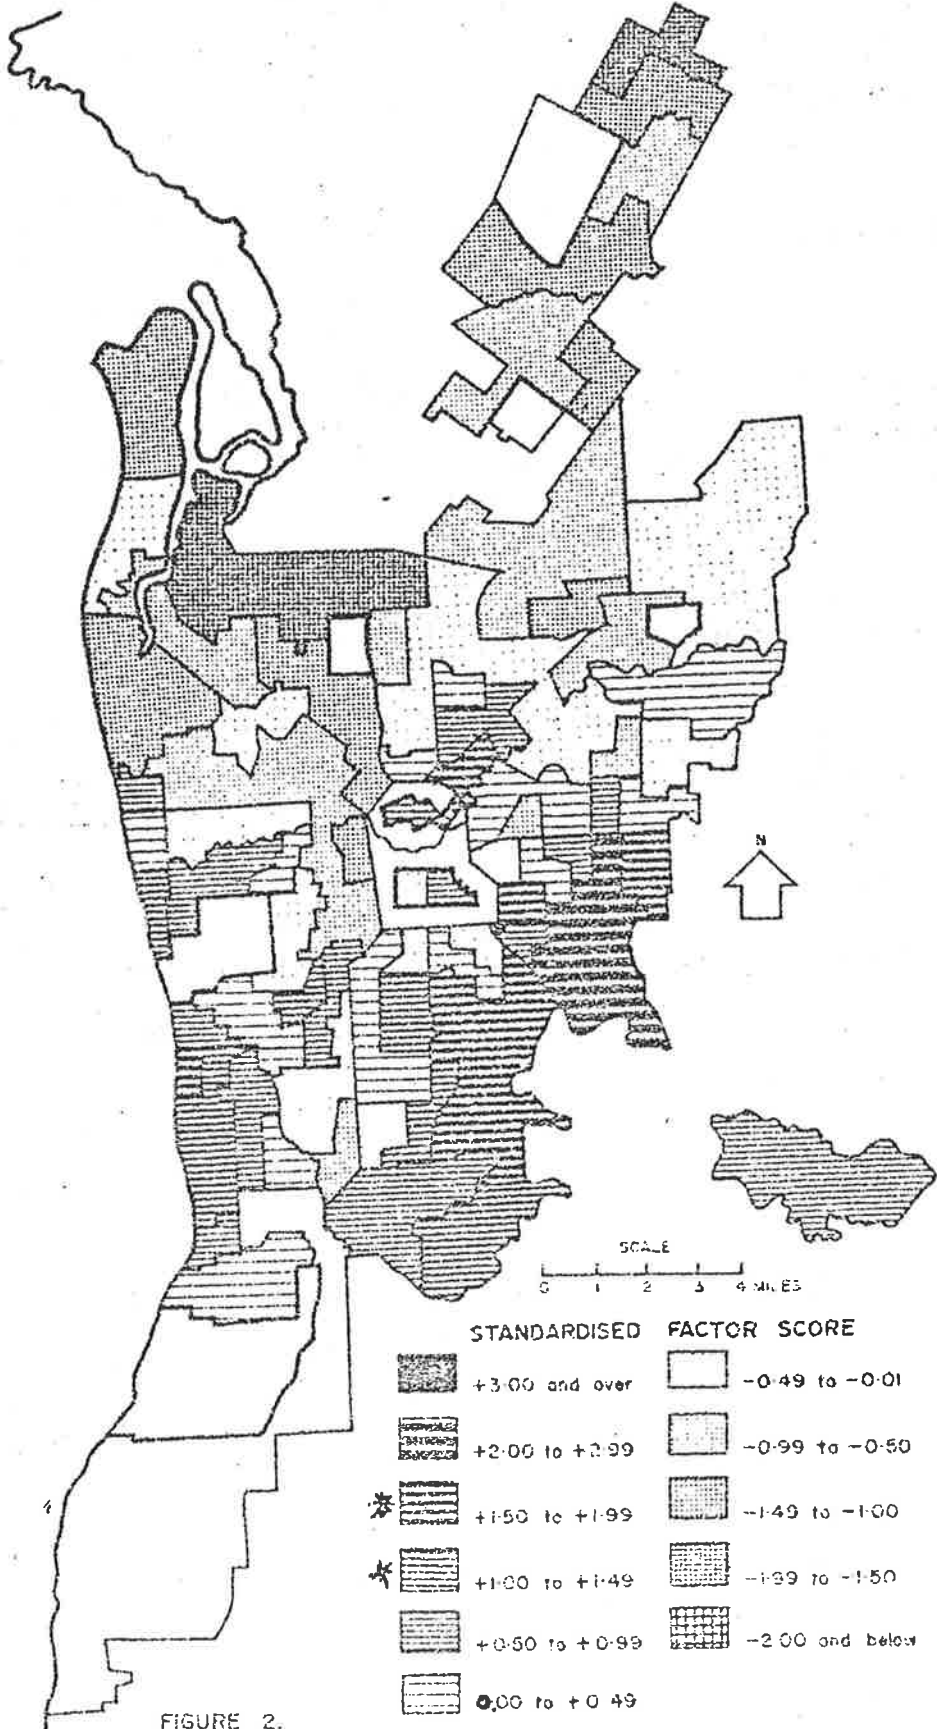 N
SCALE
0 1 2 3 4 MILES
STANDARDISED FACTOR SCORE
+3·00 and over
-0·49 to -0·01
+2·00 to +2·99
-0·99 to -0·50
* +1·50 to +1·99
-1·49 to -1·00
* +1·00 to +1·49
-1·99 to -1·50
+0·50 to +0·99
-2·00 and below
0·00 to +0·49
FIGURE 2.